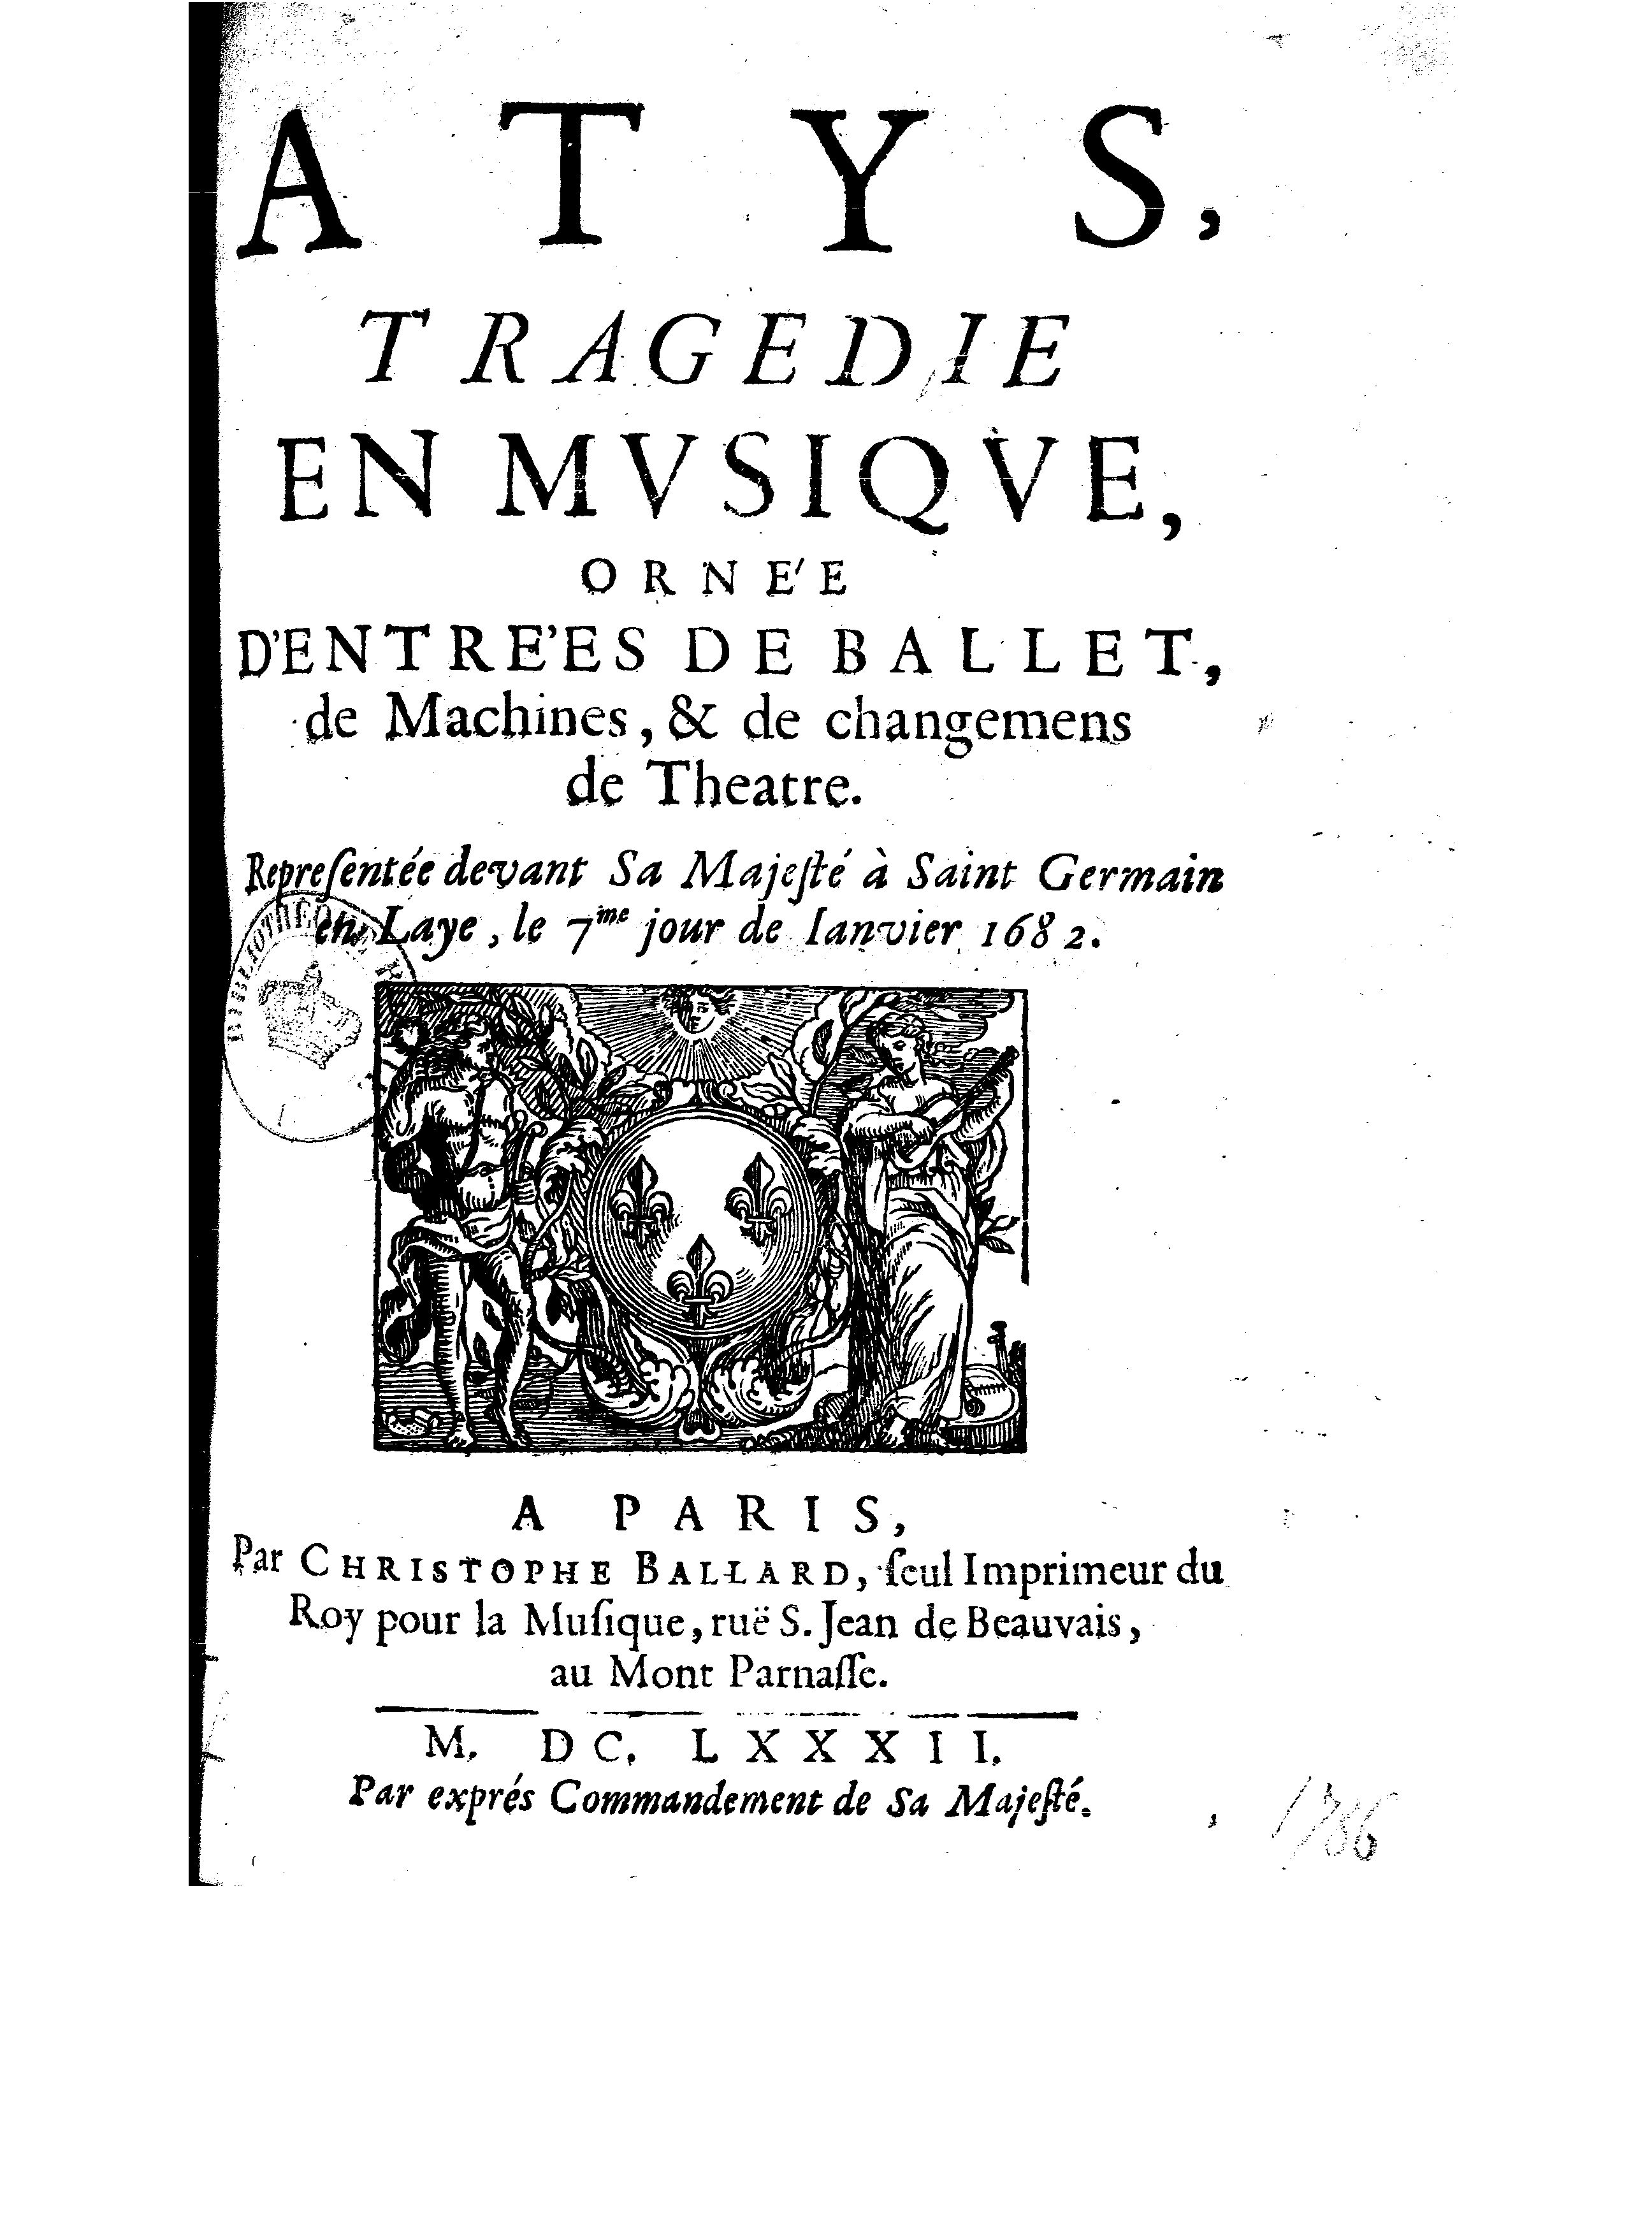 ATYS,
TRAGEDIE
EN MVSIQVE,
ORNE'E
D'ENTRE'ES DE BALLET,
de Machines, & de changemens
de Theatre.
Repreſentée devant Sa Majeſté à Saint Germain
en Laye, le 7me jour de Ianvier 1682.
BIBLIOTHEQUE R
A PARIS,
Par CHRISTOPHE BALLARD, ſeul Imprimeur du
Roy pour la Muſique, ruë S. Jean de Beauvais,
au Mont Parnaſſe.
M. DC. LXXXII.
Par exprés Commandement de Sa Majeſté.
1786